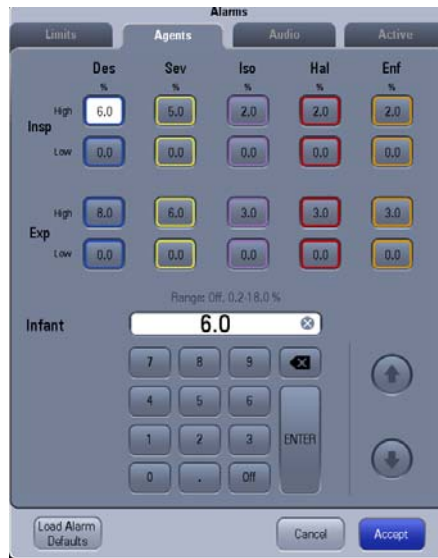 Alarms
Limits Agents Audio Active
Des Sev Iso Hal Enf
% % % % %
High 6.0 5.0 2.0 2.0 2.0
Insp
Low 0.0 0.0 0.0 0.0 0.0
High 8.0 6.0 3.0 3.0 3.0
Exp
Low 0.0 0.0 0.0 0.0 0.0
Range: Off, 0.2-18.0 %
Infant 6.0
7 8 9
4 5 6
1 2 3 ENTER
0 . Off
Load Alarm
Defaults
Cancel Accept